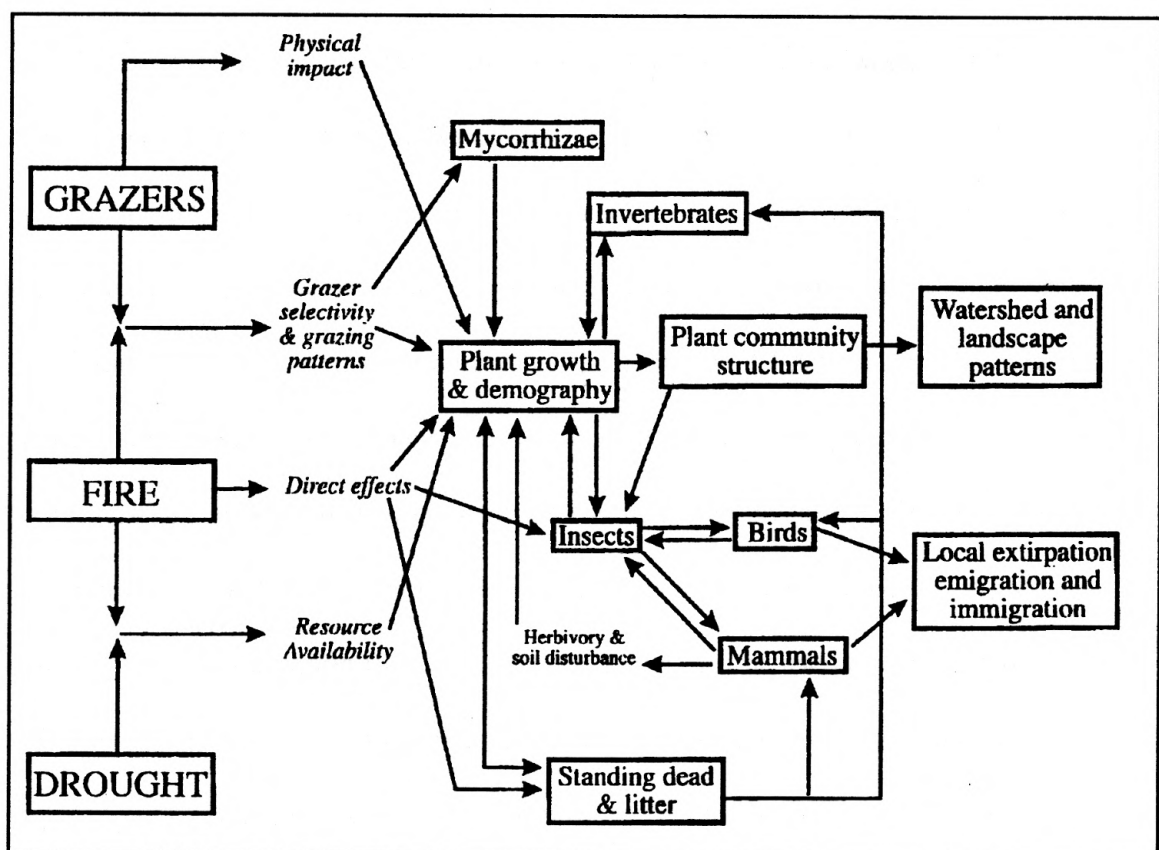 Physical
impact
Mycorrhizae
GRAZERS
Invertebrates
Grazer
selectivity
& grazing
patterns
Plant growth
& demography
Plant community
structure
Watershed and
landscape
patterns
FIRE
Direct effects
Insects
Birds
Local extirpation
emigration and
immigration
Resource
Availability
Herbivory &
soil disturbance
Mammals
DROUGHT
Standing dead
& litter